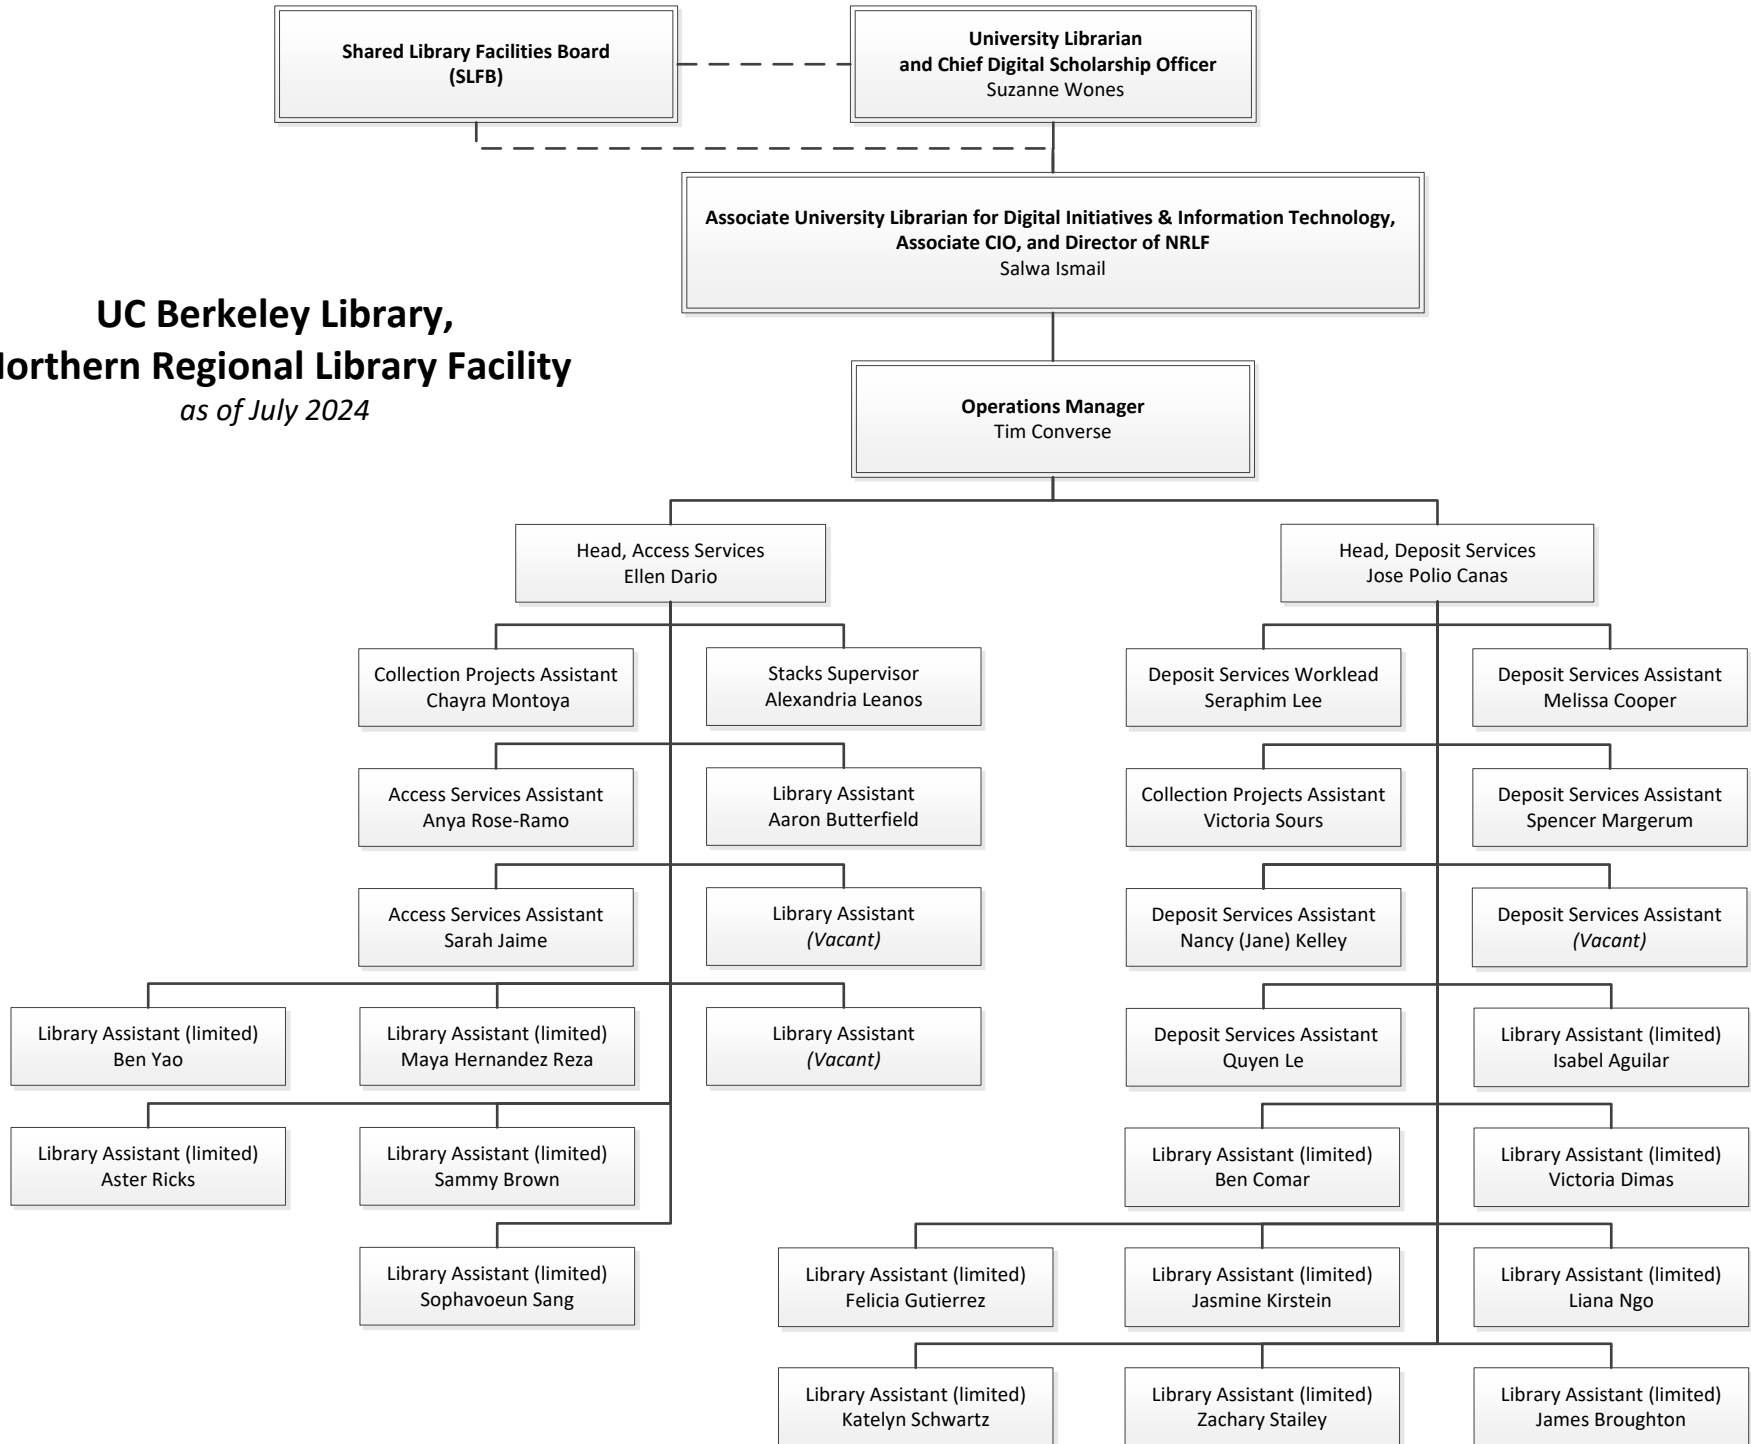 Shared Library Facilities Board
(SLFB)
University Librarian
and Chief Digital Scholarship Officer
Suzanne Wones
Associate University Librarian for Digital Initiatives & Information Technology,
Associate CIO, and Director of NRLF
Salwa Ismail
UC Berkeley Library,
Northern Regional Library Facility
as of July 2024
Operations Manager
Tim Converse
Head, Access Services
Ellen Dario
Head, Deposit Services
Jose Polio Canas
Collection Projects Assistant
Chayra Montoya
Stacks Supervisor
Alexandria Leanos
Deposit Services Worklead
Seraphim Lee
Deposit Services Assistant
Melissa Cooper
Access Services Assistant
Anya Rose-Ramo
Library Assistant
Aaron Butterfield
Collection Projects Assistant
Victoria Sours
Deposit Services Assistant
Spencer Margerum
Access Services Assistant
Sarah Jaime
Library Assistant
(Vacant)
Deposit Services Assistant
Nancy (Jane) Kelley
Deposit Services Assistant
(Vacant)
Library Assistant (limited)
Ben Yao
Library Assistant (limited)
Maya Hernandez Reza
Library Assistant
(Vacant)
Deposit Services Assistant
Quyen Le
Library Assistant (limited)
Isabel Aguilar
Library Assistant (limited)
Aster Ricks
Library Assistant (limited)
Sammy Brown
Library Assistant (limited)
Ben Comar
Library Assistant (limited)
Victoria Dimas
Library Assistant (limited)
Sophavoeun Sang
Library Assistant (limited)
Felicia Gutierrez
Library Assistant (limited)
Jasmine Kirstein
Library Assistant (limited)
Liana Ngo
Library Assistant (limited)
Katelyn Schwartz
Library Assistant (limited)
Zachary Stailey
Library Assistant (limited)
James Broughton